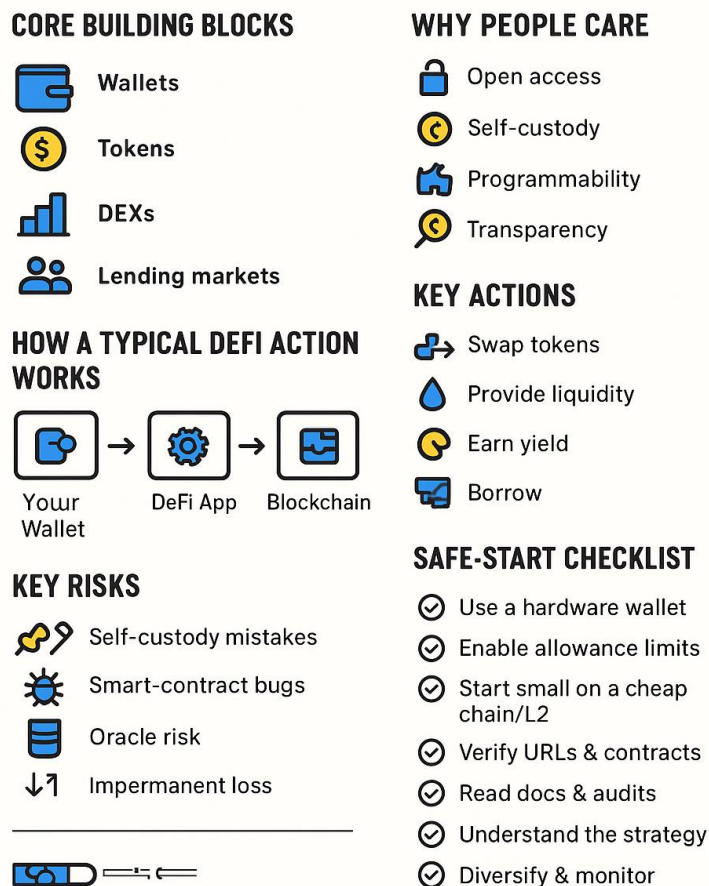 CORE BUILDING BLOCKS
Wallets
Tokens
DEXs
Lending markets
HOW A TYPICAL DEFI ACTION
WORKS
Your
Wallet
DeFi App
Blockchain
KEY RISKS
Self-custody mistakes
Smart-contract bugs
Oracle risk
Impermanent loss
WHY PEOPLE CARE
Open access
Self-custody
Programmability
Transparency
KEY ACTIONS
Swap tokens
Provide liquidity
Earn yield
Borrow
SAFE-START CHECKLIST
Use a hardware wallet
Enable allowance limits
Start small on a cheap
chain/L2
Verify URLs & contracts
Read docs & audits
Understand the strategy
Diversify & monitor